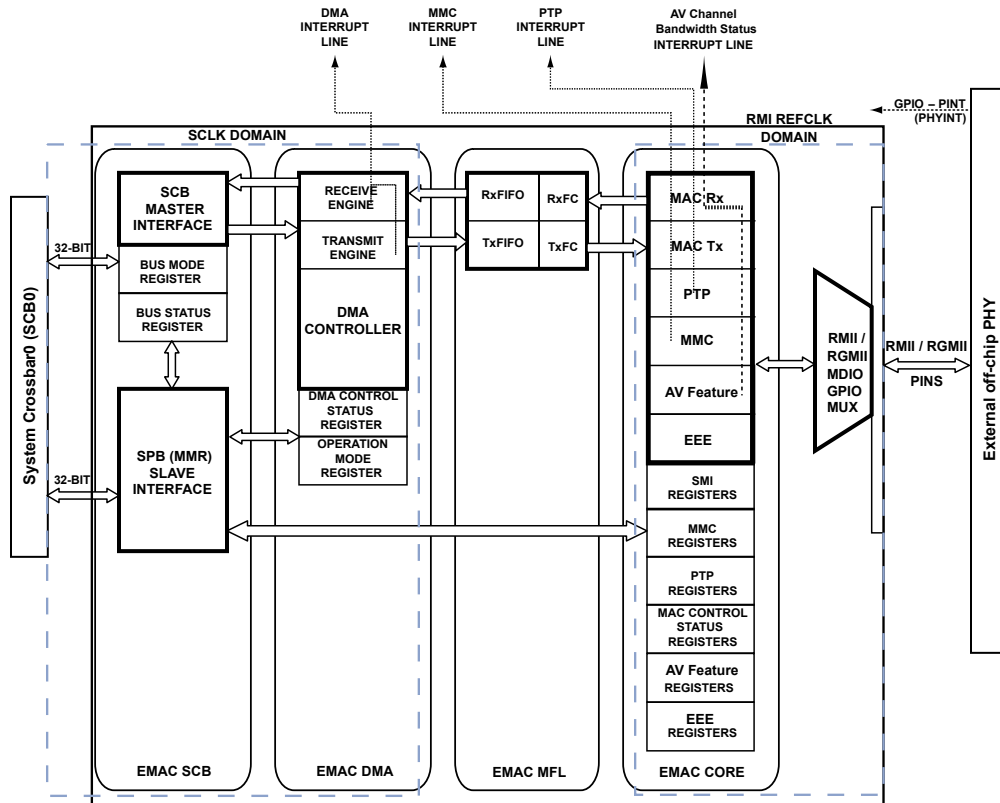 DMA
INTERRUPT
LINE
MMC
INTERRUPT
LINE
PTP
INTERRUPT
LINE
AV Channel
Bandwidth Status
INTERRUPT LINE
GPIO – PINT
(PHYINT)
SCLK DOMAIN
RMI REFCLK
DOMAIN
System Crossbar0 (SCB0)
32-BIT
32-BIT
SCB
MASTER
INTERFACE
BUS MODE
REGISTER
BUS STATUS
REGISTER
SPB (MMR)
SLAVE
INTERFACE
EMAC SCB
RECEIVE
ENGINE
TRANSMIT
ENGINE
DMA
CONTROLLER
DMA CONTROL
STATUS
REGISTER
OPERATION
MODE
REGISTER
EMAC DMA
RxFIFO
RxFC
TxFIFO
TxFC
EMAC MFL
MAC Rx
MAC Tx
PTP
MMC
AV Feature
EEE
SMI
REGISTERS
MMC
REGISTERS
PTP
REGISTERS
MAC CONTROL
STATUS
REGISTERS
AV Feature
REGISTERS
EEE
REGISTERS
EMAC CORE
RMII /
RGMII
MDIO
GPIO
MUX
RMII / RGMII
PINS
External off-chip PHY